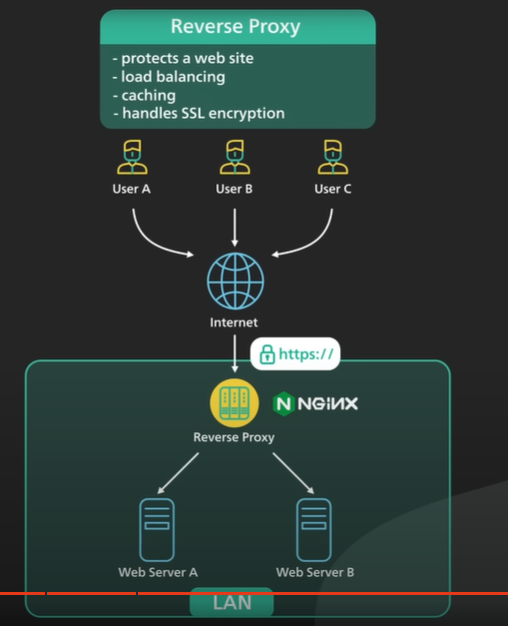 Reverse Proxy
- protects a web site
- load balancing
- caching
- handles SSL encryption
User A
User B
User C
Internet
https://
N NGINX
Reverse Proxy
Web Server A
Web Server B
LAN